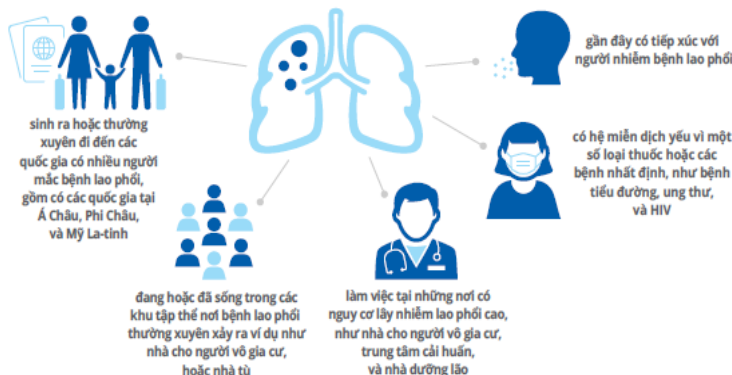 sinh ra hoặc thường
xuyên đi đến các
quốc gia có nhiều người
mắc bệnh lao phổi,
gồm có các quốc gia tại
Á Châu, Phi Châu,
và Mỹ La-tinh
đang hoặc đã sống trong các
khu tập thể nơi bệnh lao phổi
thường xuyên xảy ra ví dụ như
nhà cho người vô gia cư,
hoặc nhà tù
làm việc tại những nơi có
nguy cơ lây nhiễm lao phổi cao,
như nhà cho người vô gia cư,
trung tâm cải huấn,
và nhà dưỡng lão
có hệ miễn dịch yếu vì một
số loại thuốc hoặc các
bệnh nhất định, như bệnh
tiểu đường, ung thư,
và HIV
gần đây có tiếp xúc với
người nhiễm bệnh lao phổi